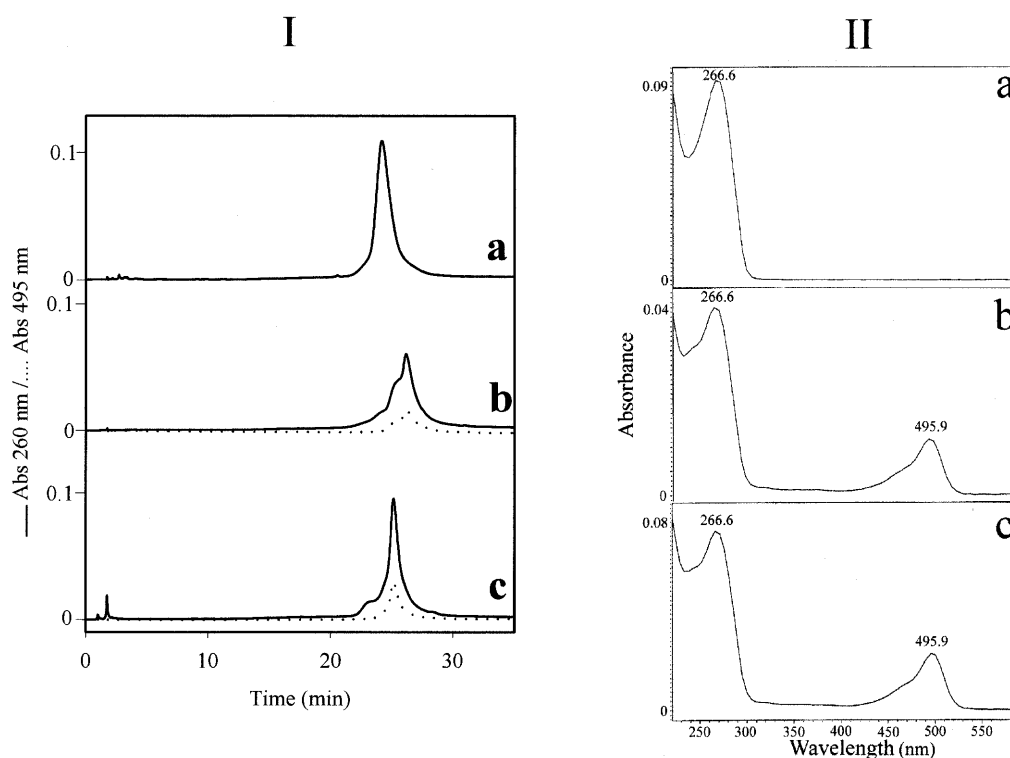 I
II
0.1
0
a
0.1
0
b
0.1
0
c
0
10
20
30
Time (min)
— Abs 260 nm /.... Abs 495 nm
0.09
266.6
a
0
0.04
266.6
b
495.9
0
0.08
266.6
c
495.9
0
250 300 350 400 450 500 550
Wavelength (nm)
Absorbance